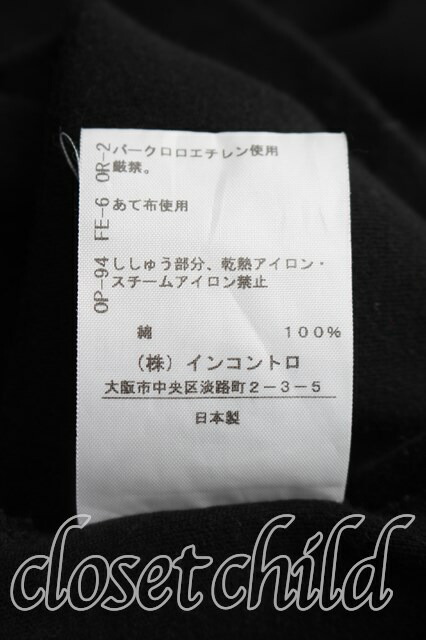 パークロロエチレン使用
厳禁。
あて布使用
ししゅう部分、乾熱アイロン・
スチームアイロン禁止
綿 100%
(株) インコントロ
大阪市中央区淡路町2-3-5
日本製
OP-94 FE-6 OR-2
closet child